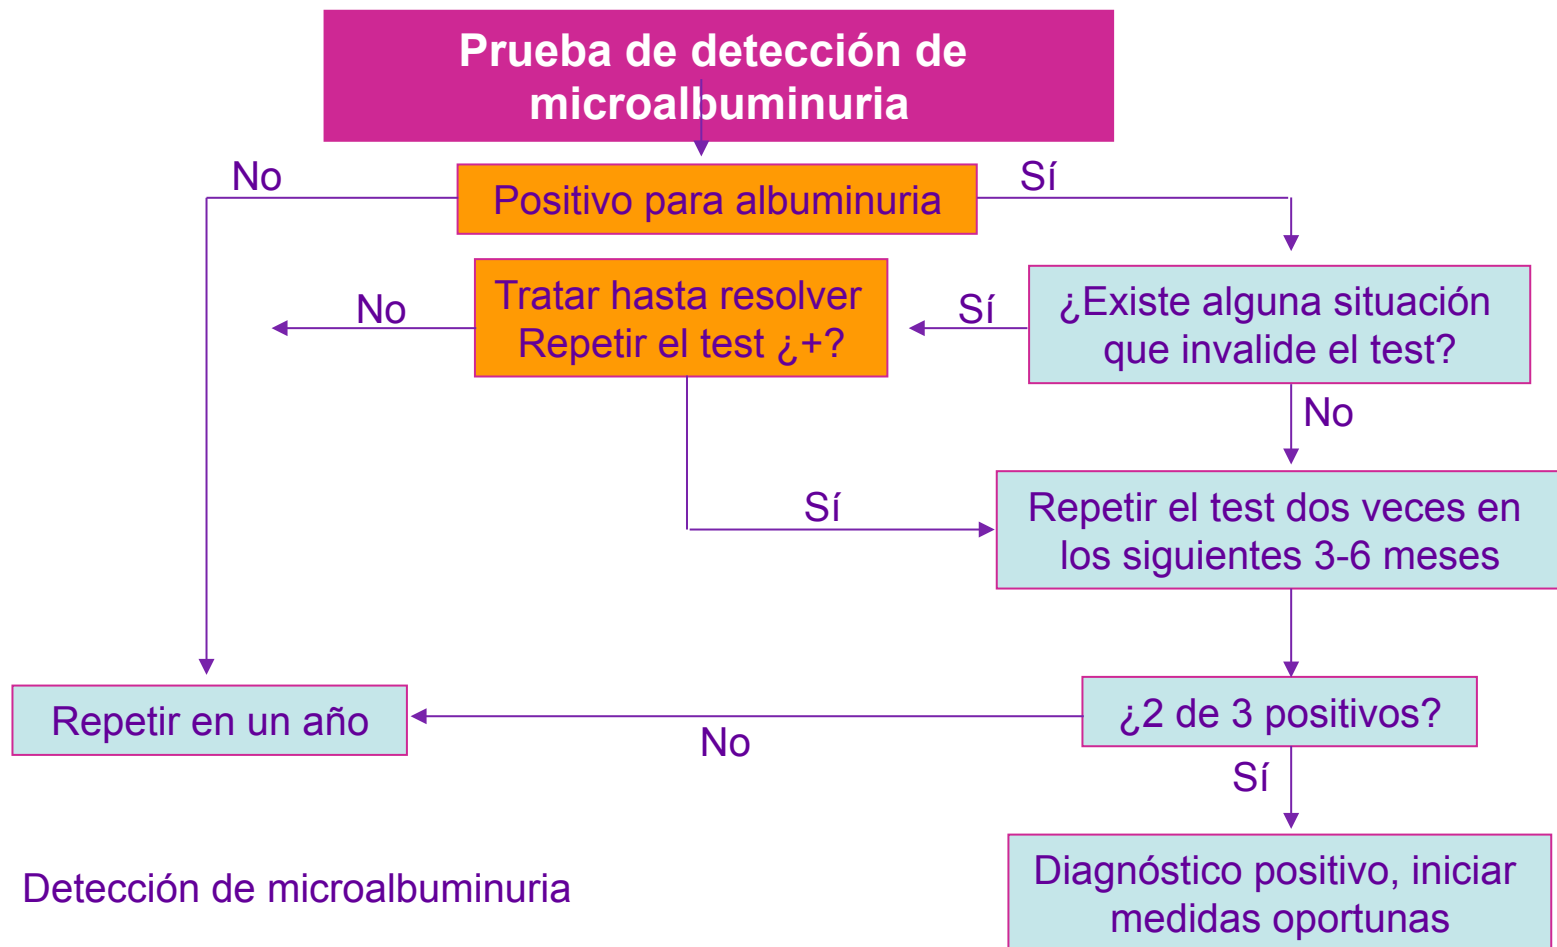 Prueba de detección de
microalbuminuria
No
Positivo para albuminuria
Sí
No
Tratar hasta resolver
Repetir el test ¿+?
Sí
¿Existe alguna situación
que invalide el test?
No
Sí
Repetir el test dos veces en
los siguientes 3-6 meses
Repetir en un año
No
¿2 de 3 positivos?
Sí
Detección de microalbuminuria
Diagnóstico positivo, iniciar
medidas oportunas